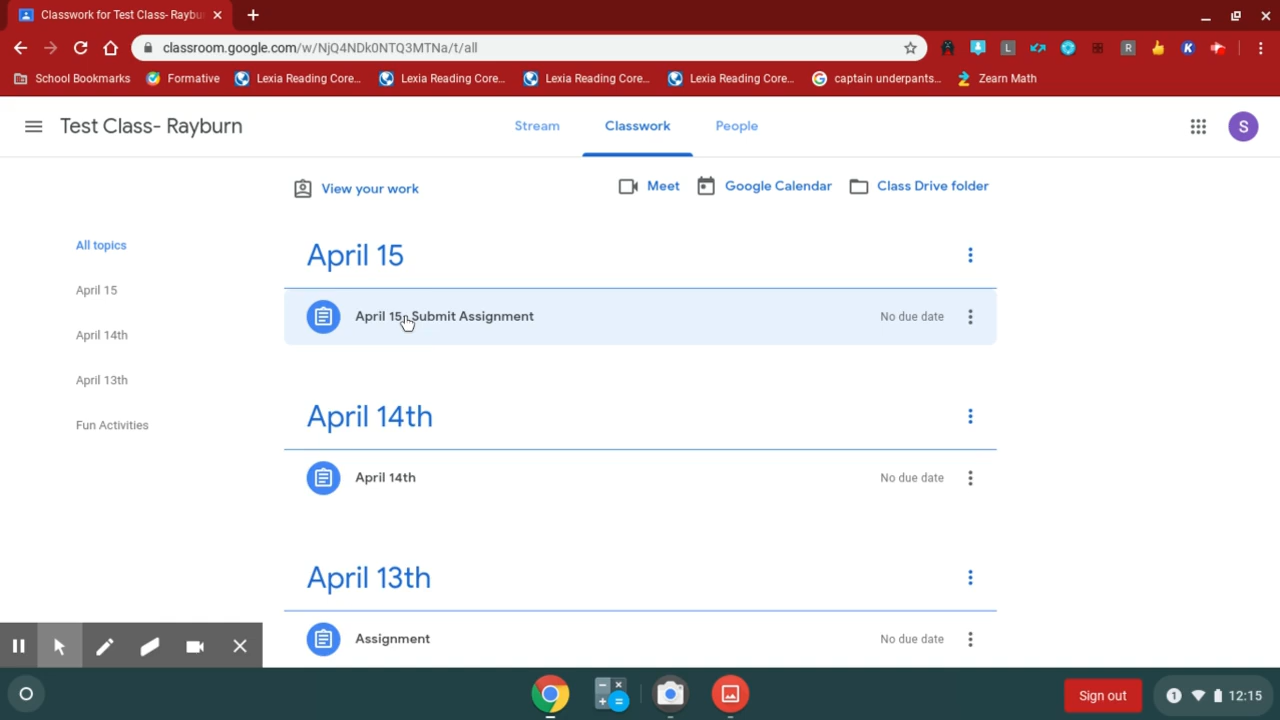 Classwork for Test Class- Raybu
classroom.google.com/w/NjQ4NDk0NTQ3MTNa/t/all
School Bookmarks
Formative
Lexia Reading Core...
Lexia Reading Core...
Lexia Reading Core...
Lexia Reading Core...
captain underpants...
Zearn Math
Test Class- Rayburn
Stream
Classwork
People
S
View your work
Meet
Google Calendar
Class Drive folder
All topics
April 15
April 14th
April 13th
Fun Activities
April 15
April 15- Submit Assignment
No due date
April 14th
April 14th
No due date
April 13th
Assignment
No due date
Sign out
1
12:15